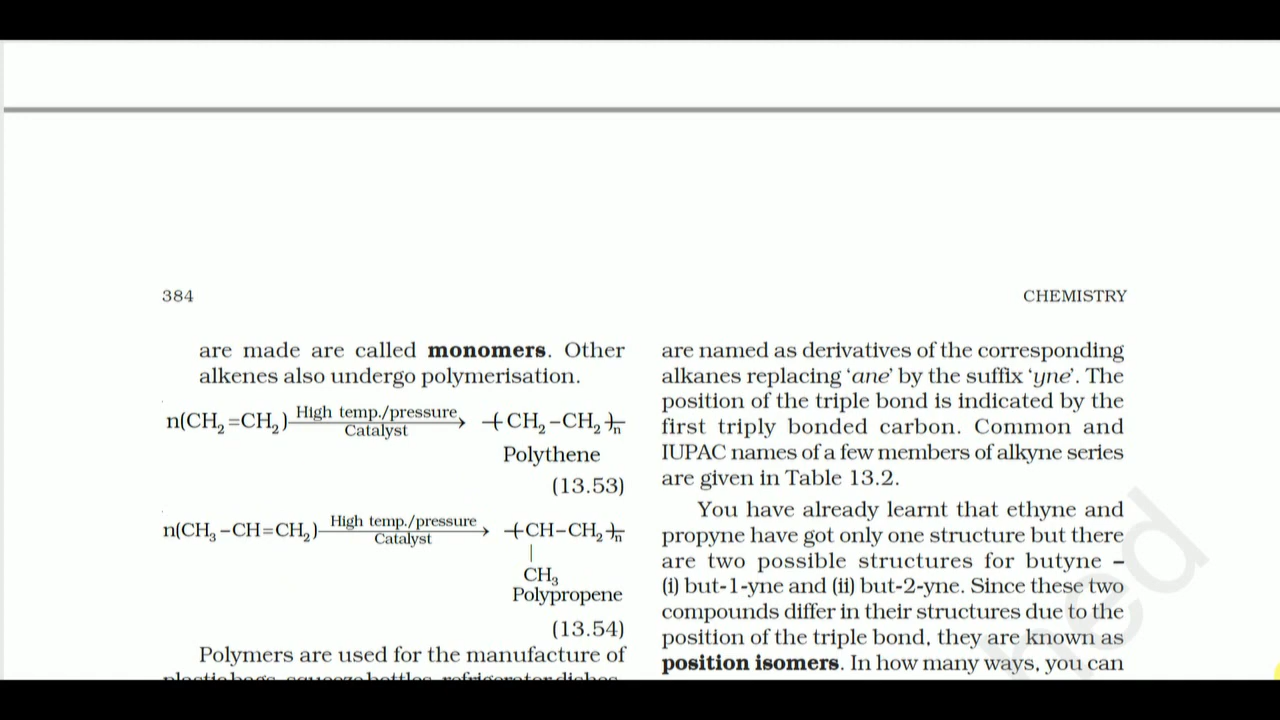 384
CHEMISTRY
are made are called monomers. Other
alkenes also undergo polymerisation.
n(CH₂=CH₂) High temp./pressure Catalyst → ⁅CH₂–CH₂⁆n
Polythene
(13.53)
n(CH₃–CH=CH₂) High temp./pressure Catalyst → ⁅CH–CH₂⁆n
|
CH₃
Polypropene
(13.54)
Polymers are used for the manufacture of
plastic bags, squeeze bottles, refrigerator dishes,
are named as derivatives of the corresponding
alkanes replacing ‘ane’ by the suffix ‘yne’. The
position of the triple bond is indicated by the
first triply bonded carbon. Common and
IUPAC names of a few members of alkyne series
are given in Table 13.2.
You have already learnt that ethyne and
propyne have got only one structure but there
are two possible structures for butyne –
(i) but-1-yne and (ii) but-2-yne. Since these two
compounds differ in their structures due to the
position of the triple bond, they are known as
position isomers. In how many ways, you can
hed